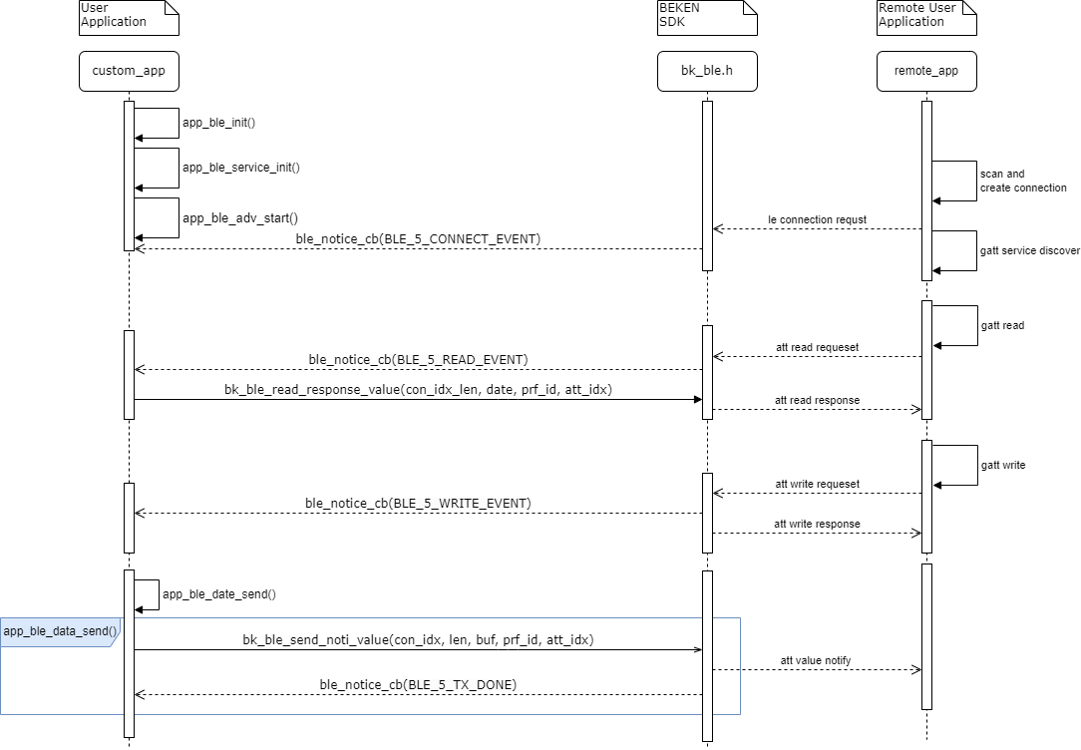 User
Application
BEKEN
SDK
Remote User
Application
custom_app
bk_ble.h
remote_app
app_ble_init()
app_ble_service_init()
scan and
create connection
app_ble_adv_start()
le connection requst
ble_notice_cb(BLE_5_CONNECT_EVENT)
gatt service discover
gatt read
att read requeset
ble_notice_cb(BLE_5_READ_EVENT)
bk_ble_read_response_value(con_idx_len, date, prf_id, att_idx)
att read response
gatt write
att write requeset
ble_notice_cb(BLE_5_WRITE_EVENT)
att write response
app_ble_date_send()
app_ble_data_send()
bk_ble_send_noti_value(con_idx, len, buf, prf_id, att_idx)
att value notify
ble_notice_cb(BLE_5_TX_DONE)